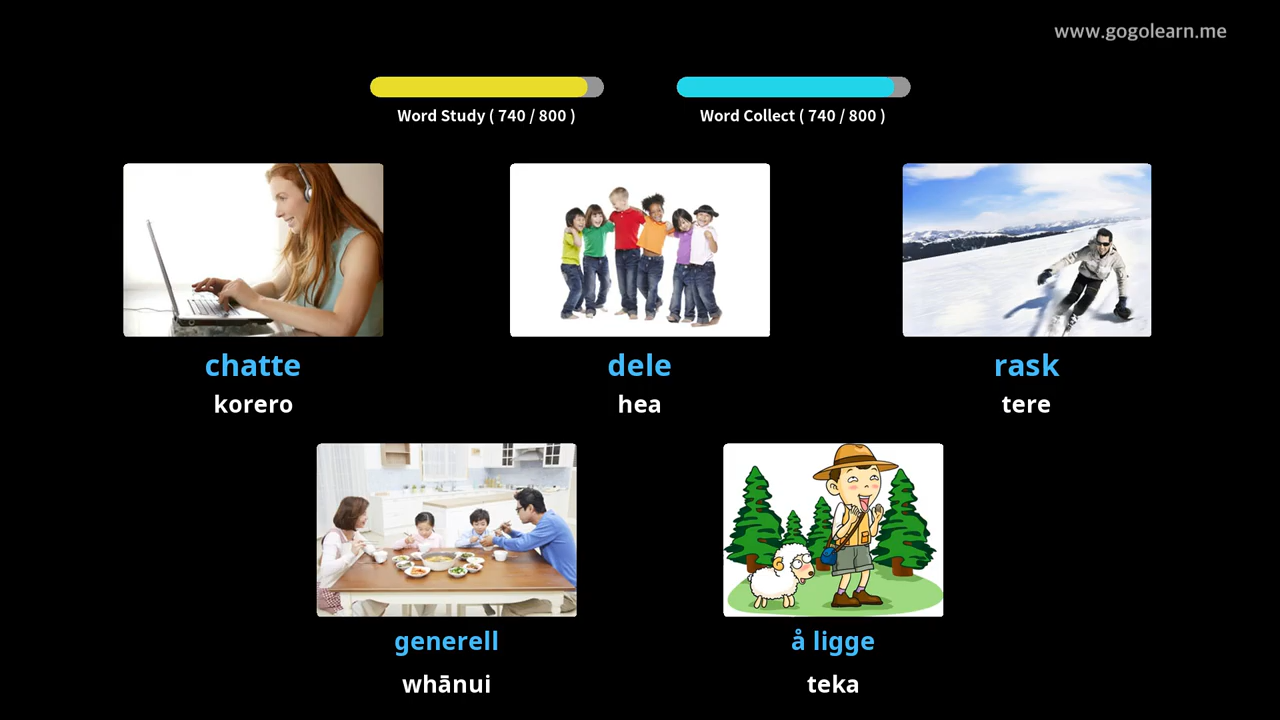 www.gogolearn.me
Word Study ( 740 / 800 )
Word Collect ( 740 / 800 )
chatte
korero
dele
hea
rask
tere
generell
whānui
å ligge
teka